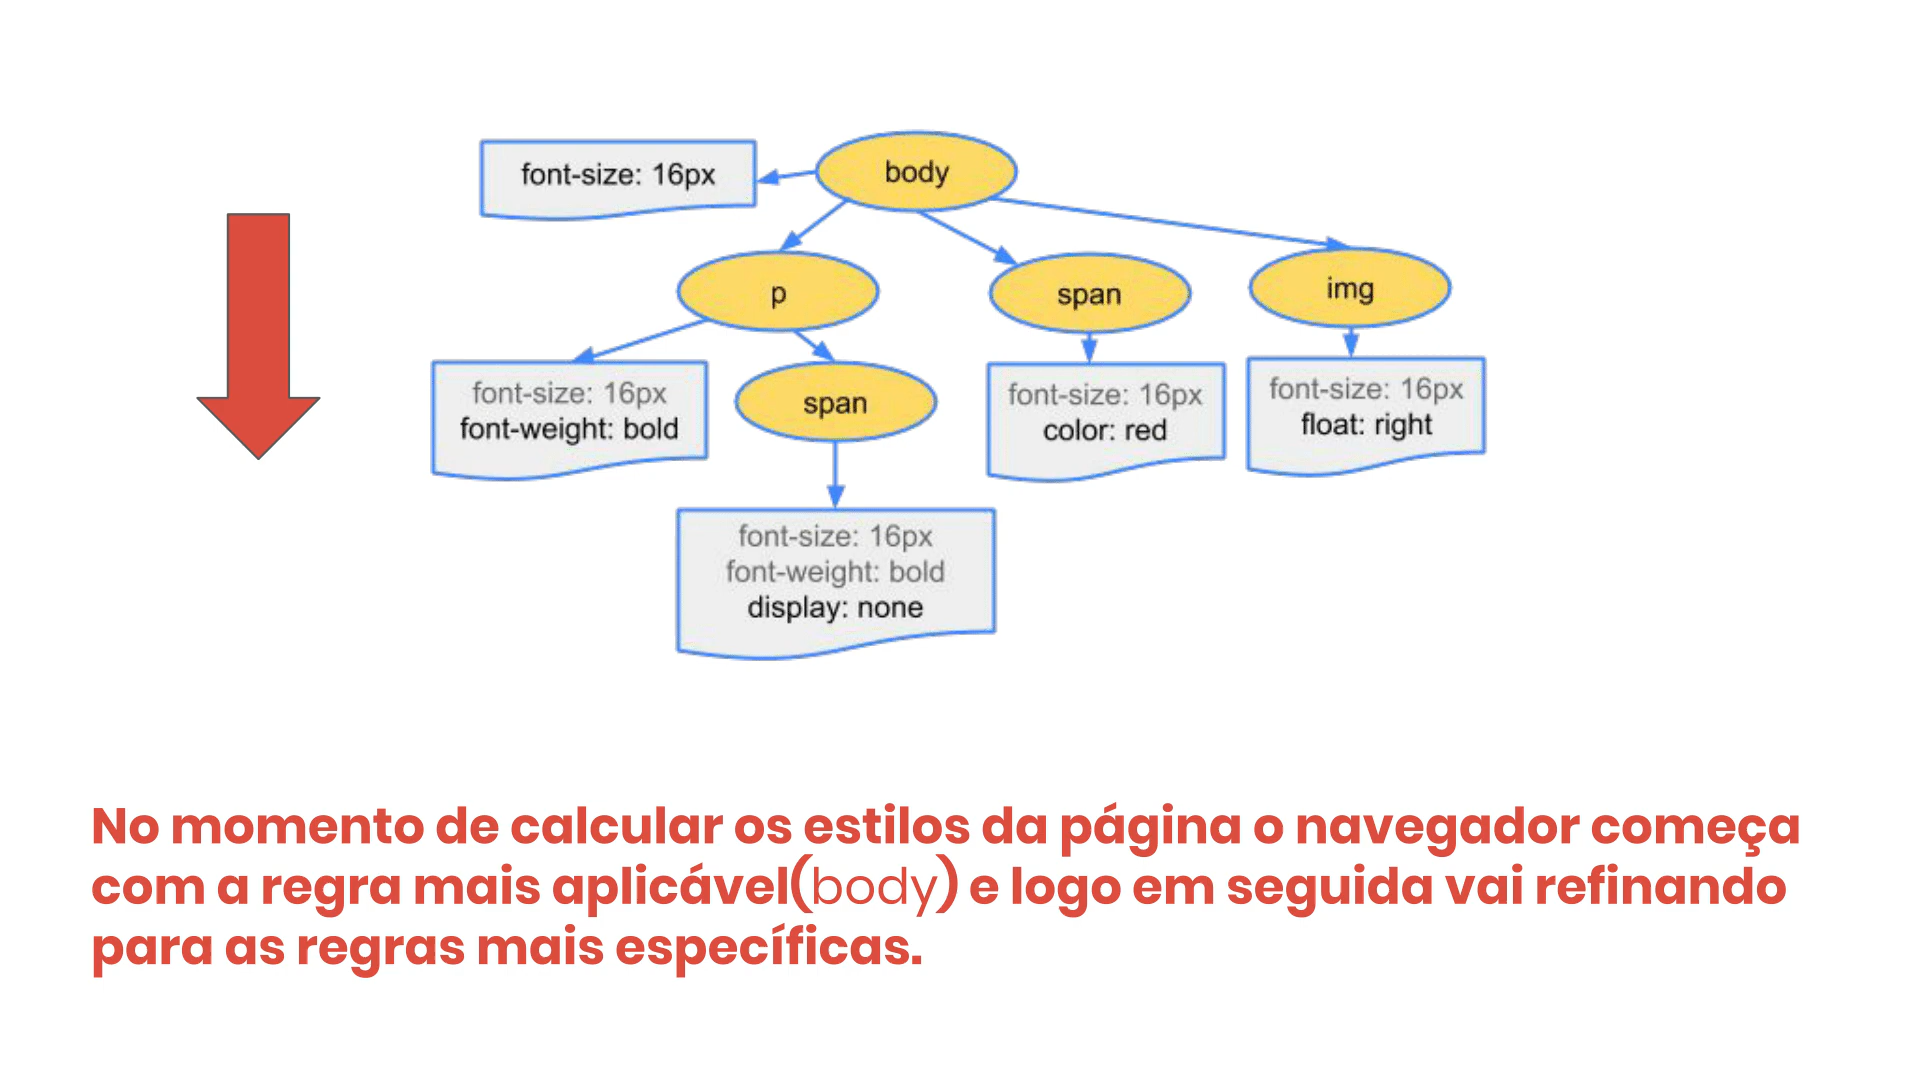 font-size: 16px
body
p
span
img
font-size: 16px
font-weight: bold
span
font-size: 16px
color: red
font-size: 16px
float: right
font-size: 16px
font-weight: bold
display: none
No momento de calcular os estilos da página o navegador começa
com a regra mais aplicável(body) e logo em seguida vai refinando
para as regras mais específicas.